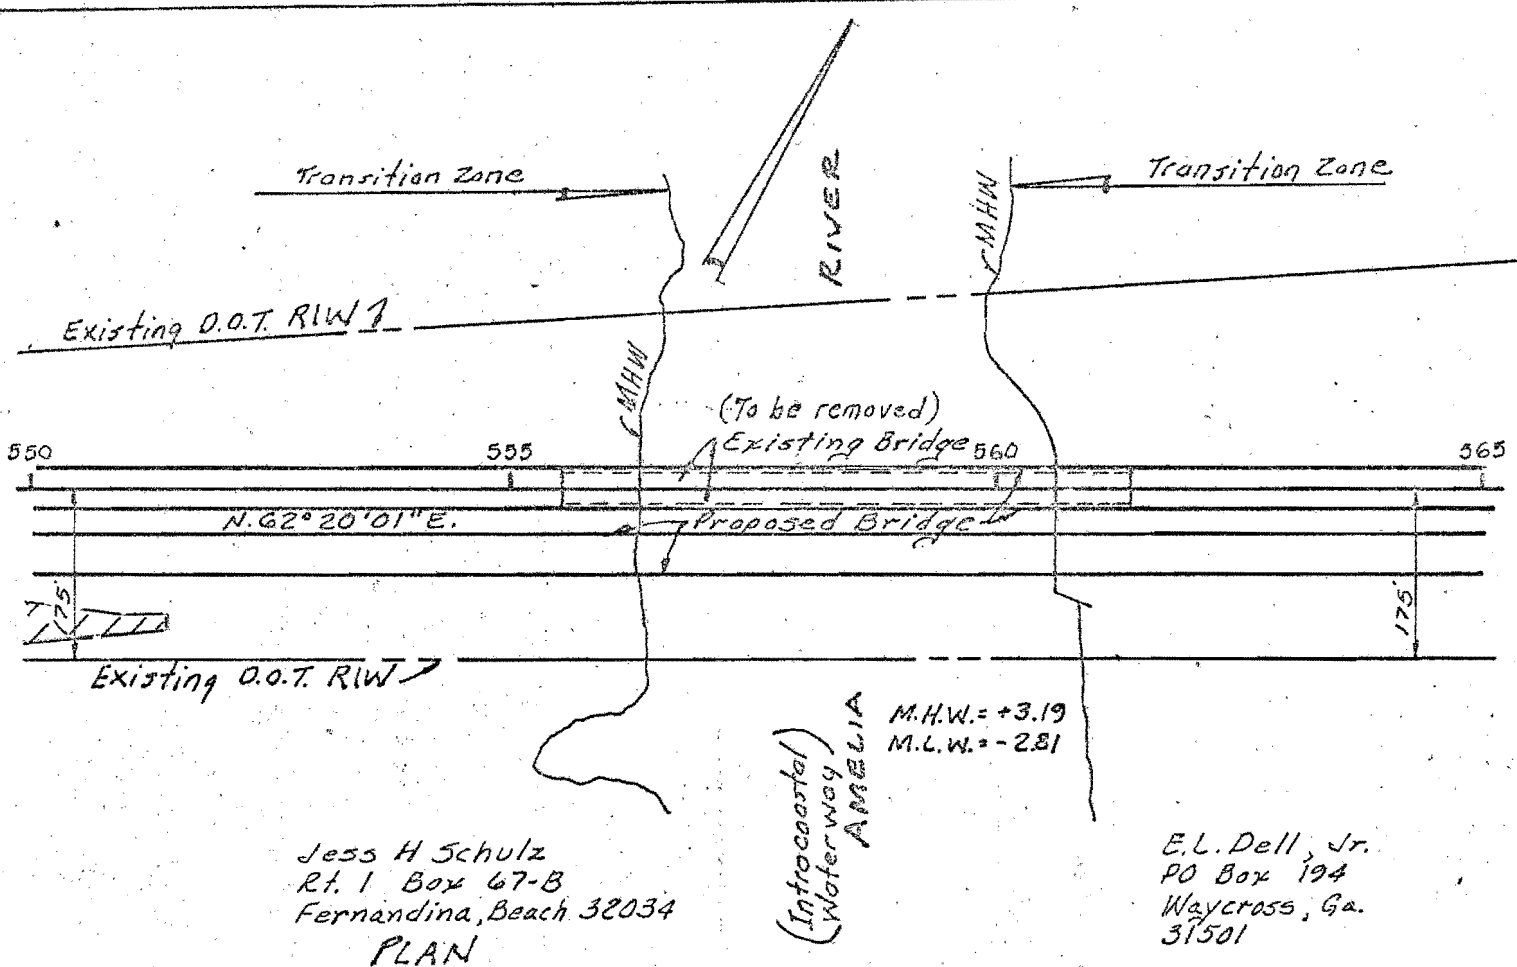 Transition Zone
RIVER
MHW
Transition Zone
Existing D.O.T. R/W
MHW
(To be removed)
Existing Bridge
550
555
560
565
N. 62° 20' 01" E.
Proposed Bridge
175'
175'
Existing D.O.T. R/W
M.H.W. = +3.19
M.L.W. = -2.81
(Introcoastal
Waterway)
AMELIA
Jess H Schulz
Rt. 1 Box 67-B
Fernandina, Beach 32034
PLAN
E.L. Dell, Jr.
PO Box 194
Waycross, Ga.
31501